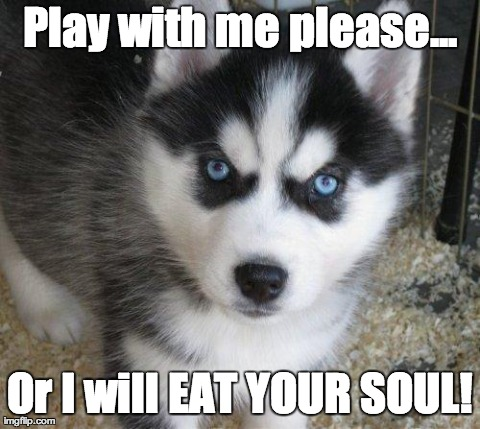 Play with me please...
Or I will EAT YOUR SOUL!
imgflip.com